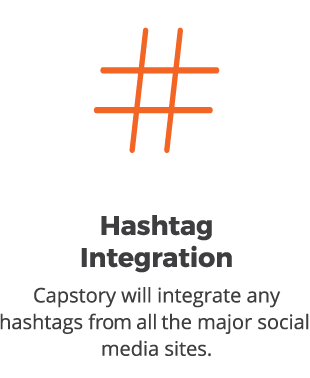 Hashtag
Integration
Capstory will integrate any
hashtags from all the major social
media sites.